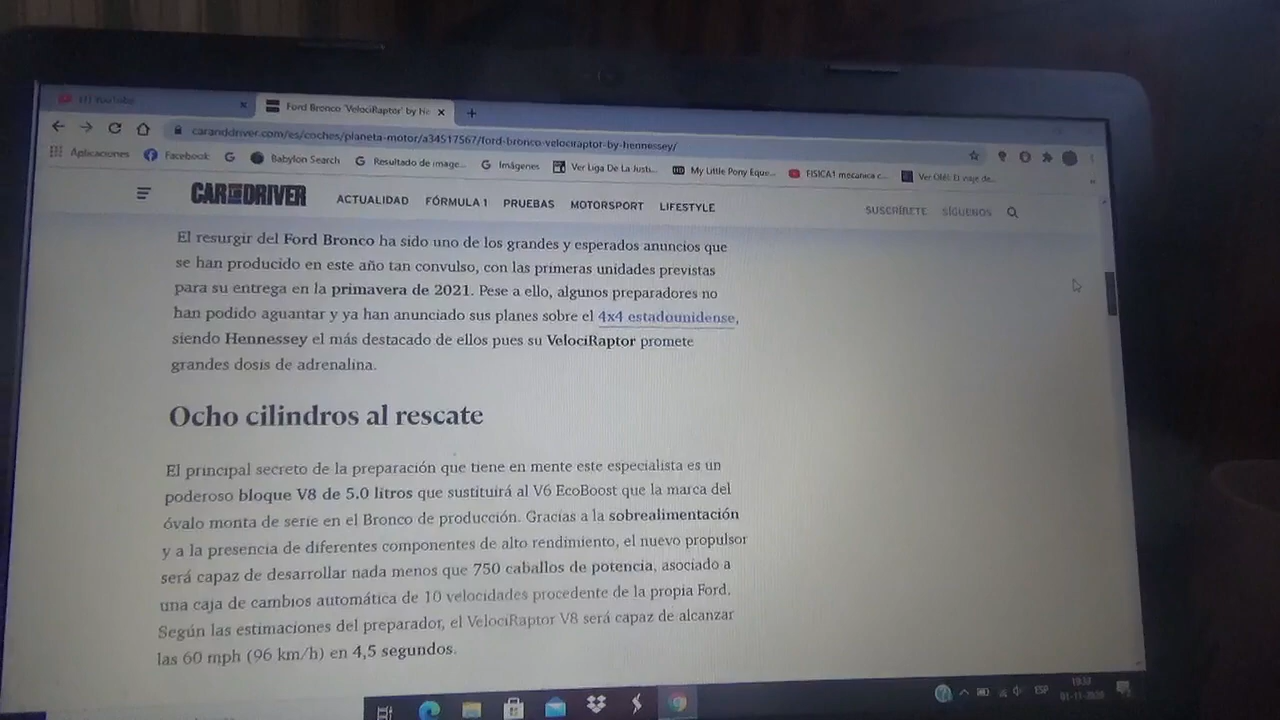 (1) YouTube
Ford Bronco 'VelociRaptor' by He
caranddriver.com/es/coches/planeta-motor/a34517567/ford-bronco-velociraptor-by-hennessey/
Aplicaciones Facebook Babylon Search Resultado de image... Imágenes Ver Liga De La Justi... My Little Pony Eque... FISICA1 mecanica c... Ver Olé! El viaje de...
CAR AND DRIVER ACTUALIDAD FÓRMULA 1 PRUEBAS MOTORSPORT LIFESTYLE SUSCRÍBETE SÍGUENOS
El resurgir del Ford Bronco ha sido uno de los grandes y esperados anuncios que
se han producido en este año tan convulso, con las primeras unidades previstas
para su entrega en la primavera de 2021. Pese a ello, algunos preparadores no
han podido aguantar y ya han anunciado sus planes sobre el 4x4 estadounidense,
siendo Hennessey el más destacado de ellos pues su VelociRaptor promete
grandes dosis de adrenalina.
Ocho cilindros al rescate
El principal secreto de la preparación que tiene en mente este especialista es un
poderoso bloque V8 de 5.0 litros que sustituirá al V6 EcoBoost que la marca del
óvalo monta de serie en el Bronco de producción. Gracias a la sobrealimentación
y a la presencia de diferentes componentes de alto rendimiento, el nuevo propulsor
será capaz de desarrollar nada menos que 750 caballos de potencia, asociado a
una caja de cambios automática de 10 velocidades procedente de la propia Ford.
Según las estimaciones del preparador, el VelociRaptor V8 será capaz de alcanzar
las 60 mph (96 km/h) en 4,5 segundos.
ESP
01-11-2020